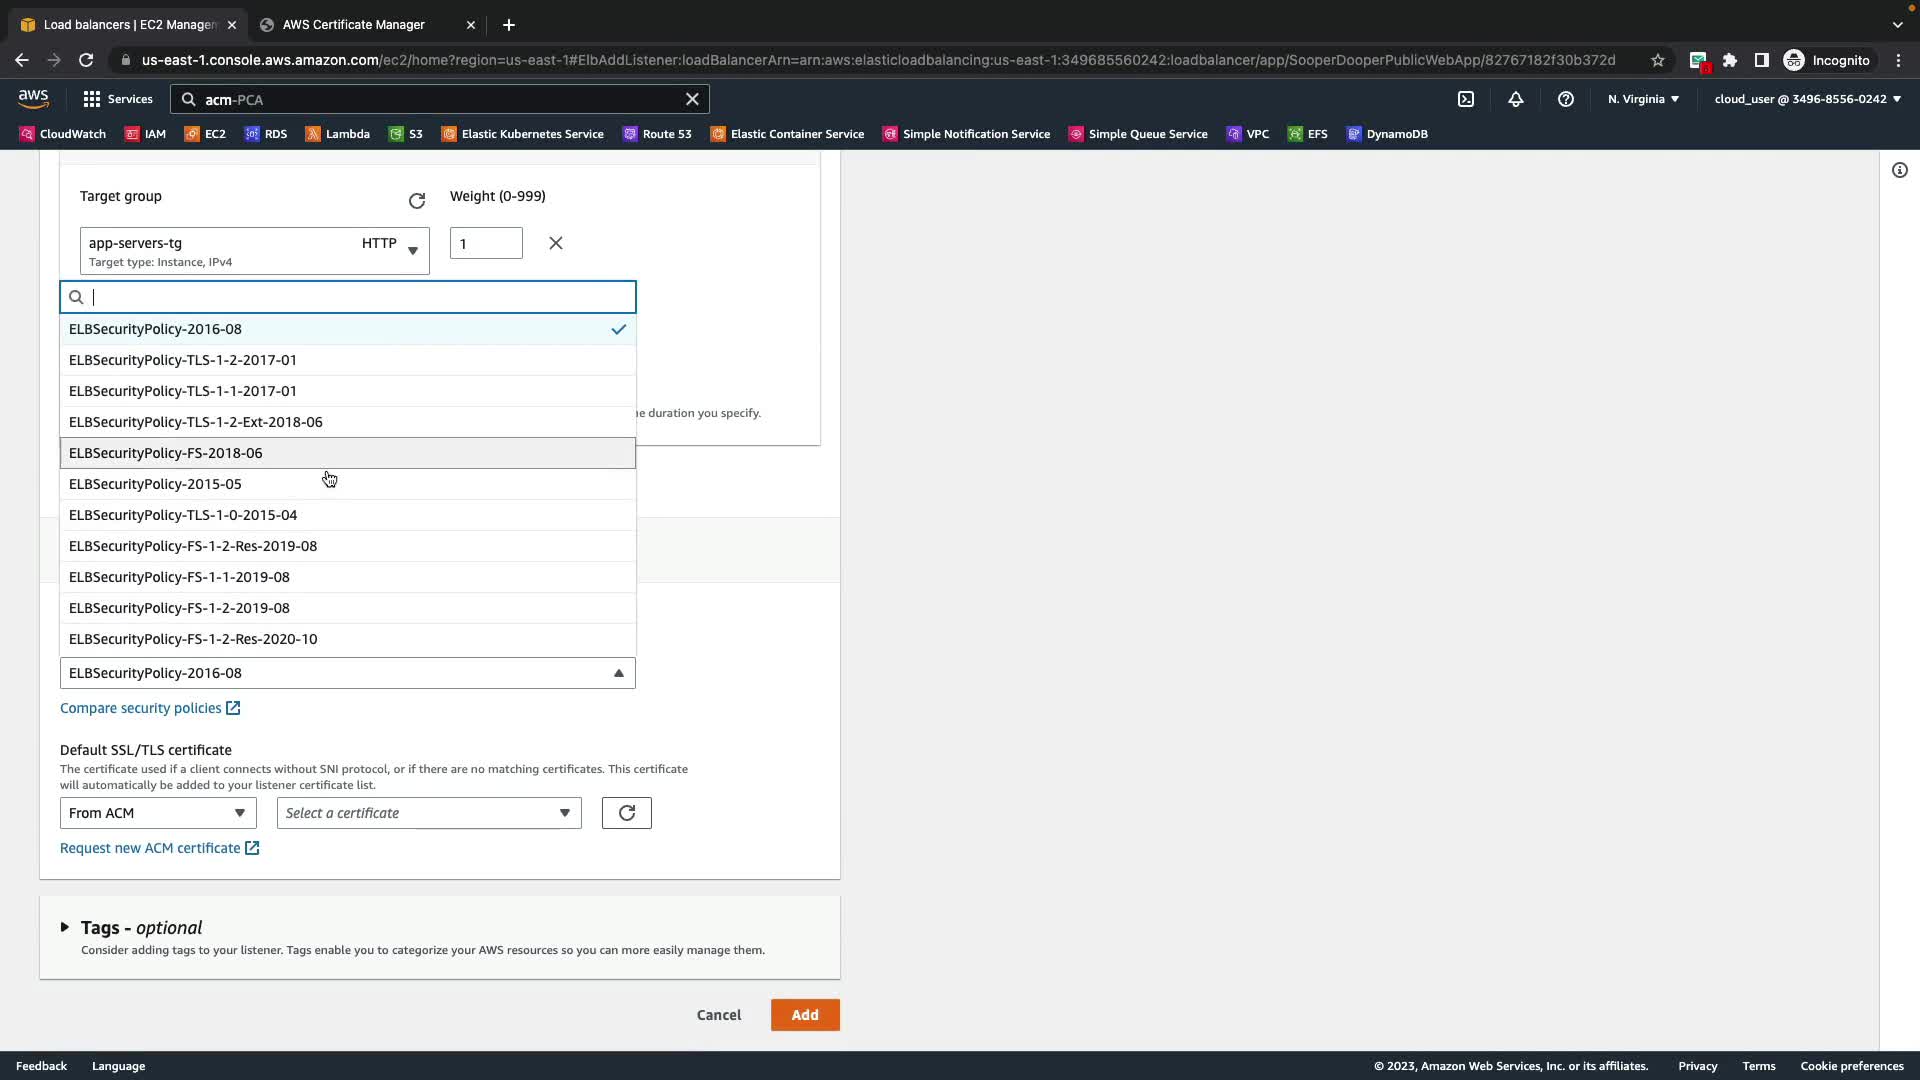 Load balancers | EC2 Managem
AWS Certificate Manager
us-east-1.console.aws.amazon.com/ec2/home?region=us-east-1#ElbAddListener:loadBalancerArn=arn:aws:elasticloadbalancing:us-east-1:349685560242:loadbalancer/app/SooperDooperPublicWebApp/82767182f30b372d
Incognito
aws
Services
acm-PCA
N. Virginia
cloud_user @ 3496-8556-0242
CloudWatch
IAM
EC2
RDS
Lambda
S3
Elastic Kubernetes Service
Route 53
Elastic Container Service
Simple Notification Service
Simple Queue Service
VPC
EFS
DynamoDB
Target group
Weight (0-999)
app-servers-tg
HTTP
Target type: Instance, IPv4
1
ELBSecurityPolicy-2016-08
ELBSecurityPolicy-TLS-1-2-2017-01
ELBSecurityPolicy-TLS-1-1-2017-01
ELBSecurityPolicy-TLS-1-2-Ext-2018-06
e duration you specify.
ELBSecurityPolicy-FS-2018-06
ELBSecurityPolicy-2015-05
ELBSecurityPolicy-TLS-1-0-2015-04
ELBSecurityPolicy-FS-1-2-Res-2019-08
ELBSecurityPolicy-FS-1-1-2019-08
ELBSecurityPolicy-FS-1-2-2019-08
ELBSecurityPolicy-FS-1-2-Res-2020-10
ELBSecurityPolicy-2016-08
Compare security policies
Default SSL/TLS certificate
The certificate used if a client connects without SNI protocol, or if there are no matching certificates. This certificate
will automatically be added to your listener certificate list.
From ACM
Select a certificate
Request new ACM certificate
Tags - optional
Consider adding tags to your listener. Tags enable you to categorize your AWS resources so you can more easily manage them.
Cancel
Add
Feedback
Language
© 2023, Amazon Web Services, Inc. or its affiliates.
Privacy
Terms
Cookie preferences